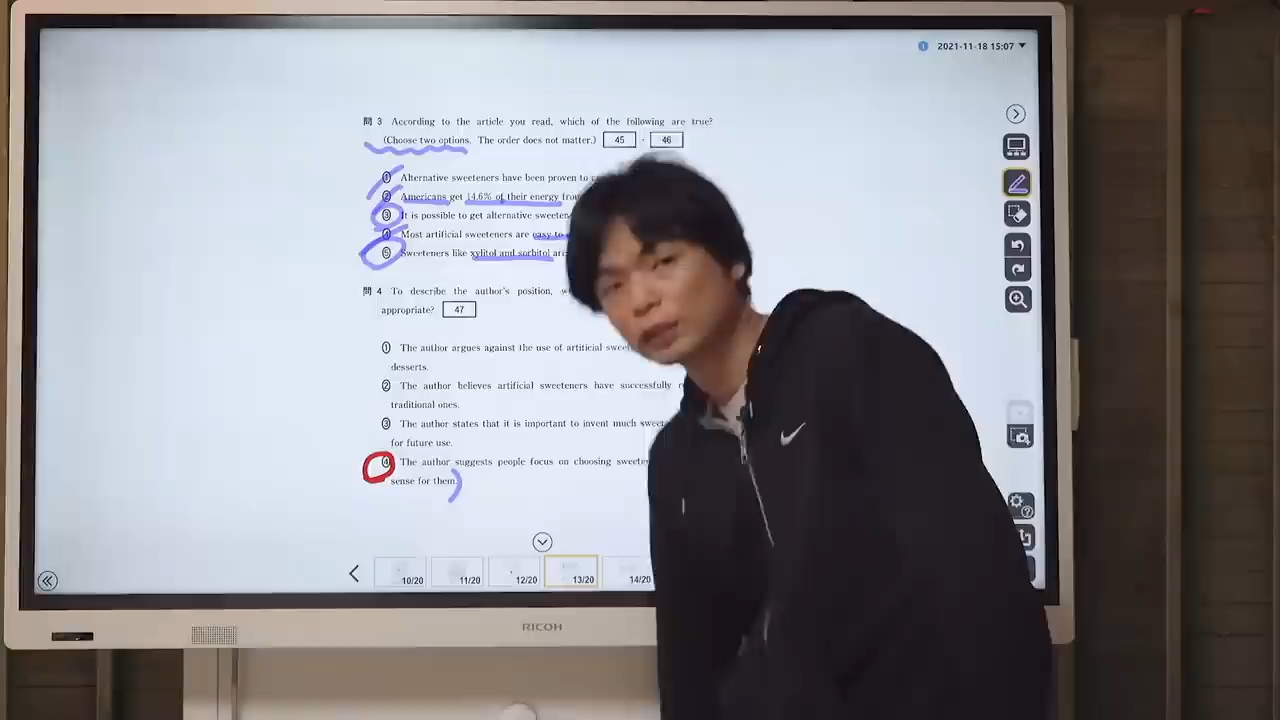 2021-11-18 15:07
問 3 According to the article you read, which of the following are true?
(Choose two options. The order does not matter.) 45 · 46
① Alternative sweeteners have been proven to
② Americans get 14.6% of their energy
③ It is possible to get alternative
④ Most artificial sweeteners are easy to
⑤ Sweeteners like xylitol and sorbitol
問 4 To describe the author's position,
appropriate? 47
① The author argues against the use of artificial
desserts.
② The author believes artificial sweeteners have successfully
traditional ones.
③ The author states that it is important to invent much
for future use.
④ The author suggests people focus on choosing
sense for them.
10/20 11/20 12/20 13/20 14/20
RICOH